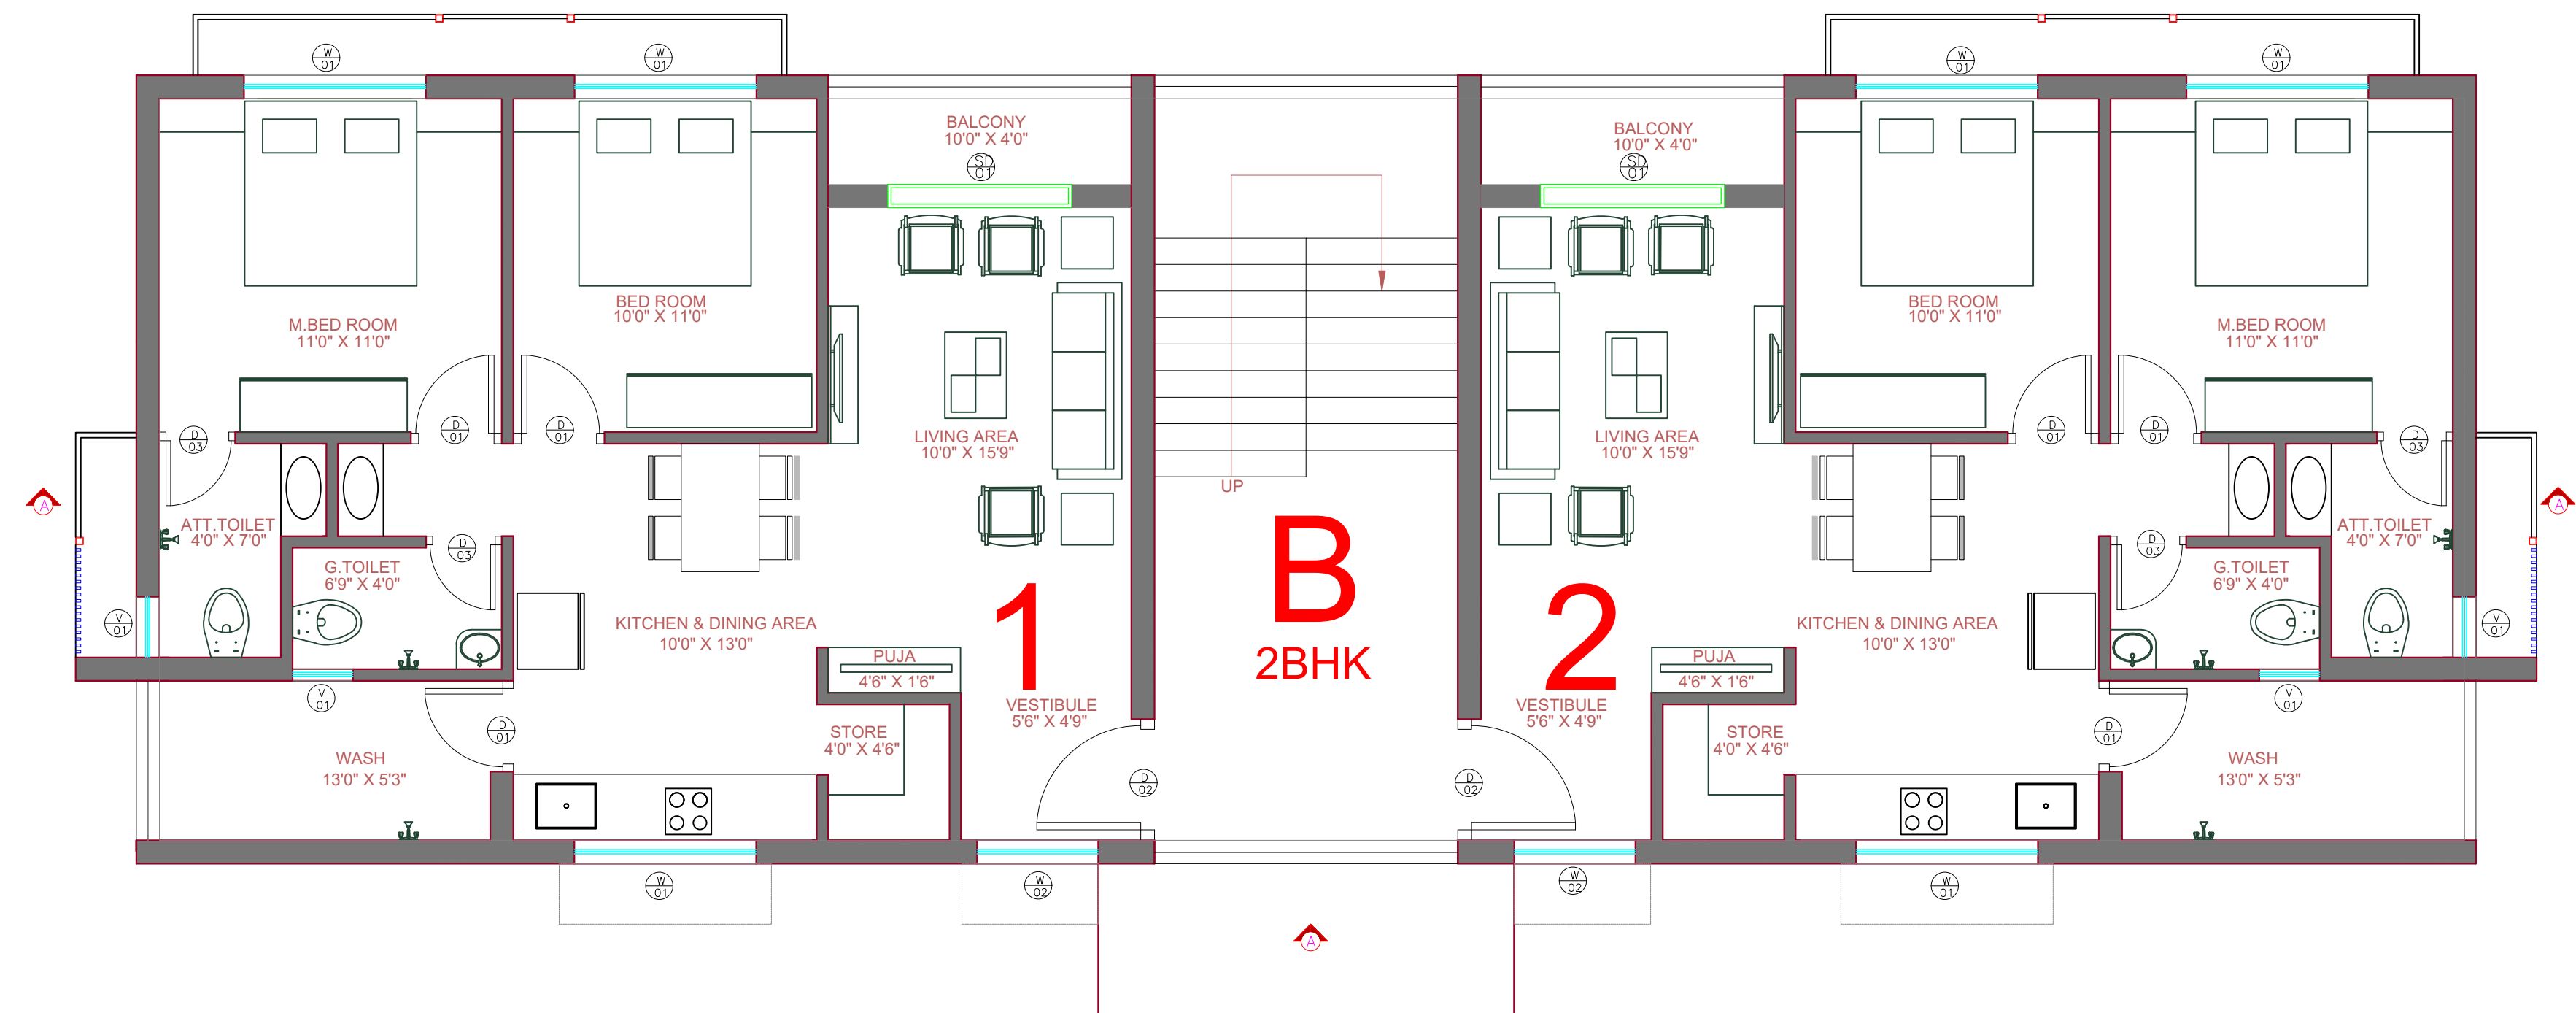 W
01
W
01
W
01
W
01
BALCONY
10'0" X 4'0"
SD
01
BALCONY
10'0" X 4'0"
SD
01
BED ROOM
10'0" X 11'0"
M.BED ROOM
11'0" X 11'0"
BED ROOM
10'0" X 11'0"
M.BED ROOM
11'0" X 11'0"
D
03
D
01
D
01
LIVING AREA
10'0" X 15'9"
LIVING AREA
10'0" X 15'9"
D
01
D
01
D
03
UP
A
A
ATT.TOILET
4'0" X 7'0"
D
03
B
2BHK
D
03
ATT.TOILET
4'0" X 7'0"
G.TOILET
6'9" X 4'0"
G.TOILET
6'9" X 4'0"
V
01
KITCHEN & DINING AREA
10'0" X 13'0"
1
2
KITCHEN & DINING AREA
10'0" X 13'0"
V
01
PUJA
4'6" X 1'6"
PUJA
4'6" X 1'6"
V
01
VESTIBULE
5'6" X 4'9"
VESTIBULE
5'6" X 4'9"
V
01
D
01
STORE
4'0" X 4'6"
STORE
4'0" X 4'6"
D
01
WASH
13'0" X 5'3"
D
02
D
02
WASH
13'0" X 5'3"
W
01
W
02
W
02
W
01
A